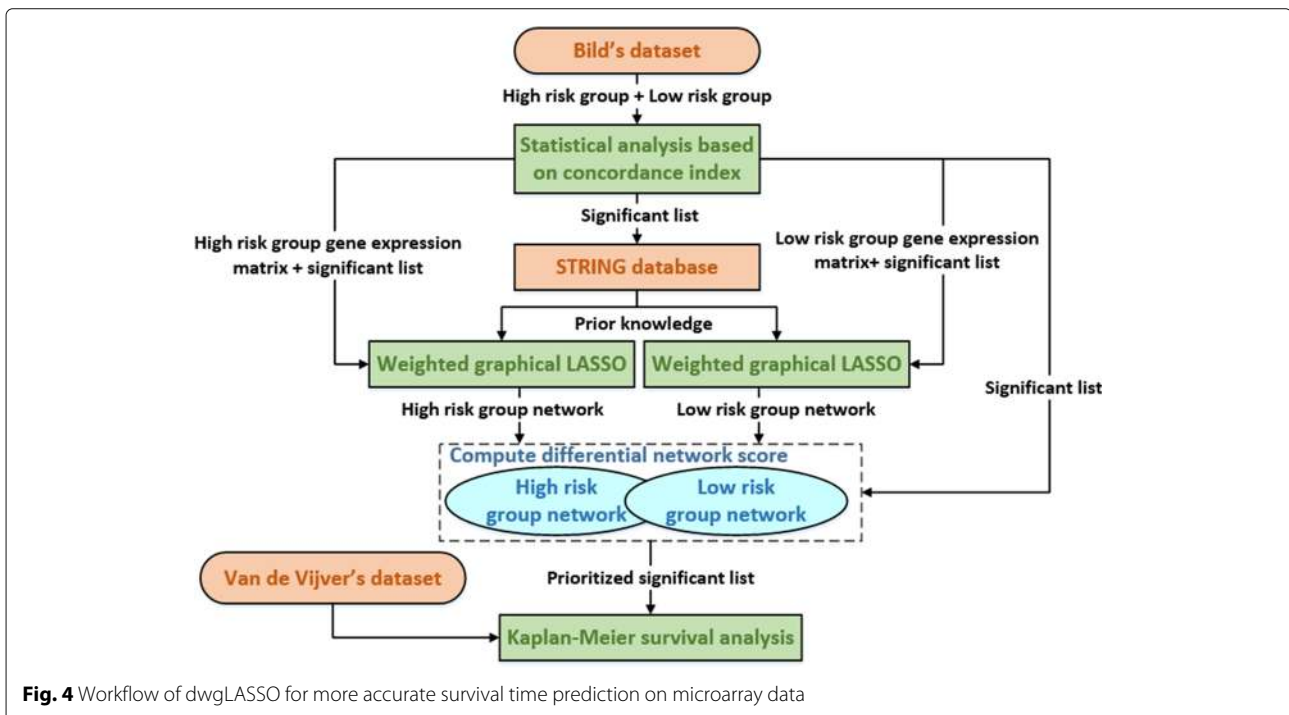 Bild's dataset
High risk group + Low risk group
Statistical analysis based
on concordance index
Significant list
High risk group gene expression
matrix + significant list
Low risk group gene expression
matrix+ significant list
STRING database
Prior knowledge
Weighted graphical LASSO
Weighted graphical LASSO
Significant list
High risk group network
Low risk group network
Compute differential network score
High risk
group network
Low risk
group network
Prioritized significant list
Van de Vijver's dataset
Kaplan-Meier survival analysis
Fig. 4 Workflow of dwgLASSO for more accurate survival time prediction on microarray data